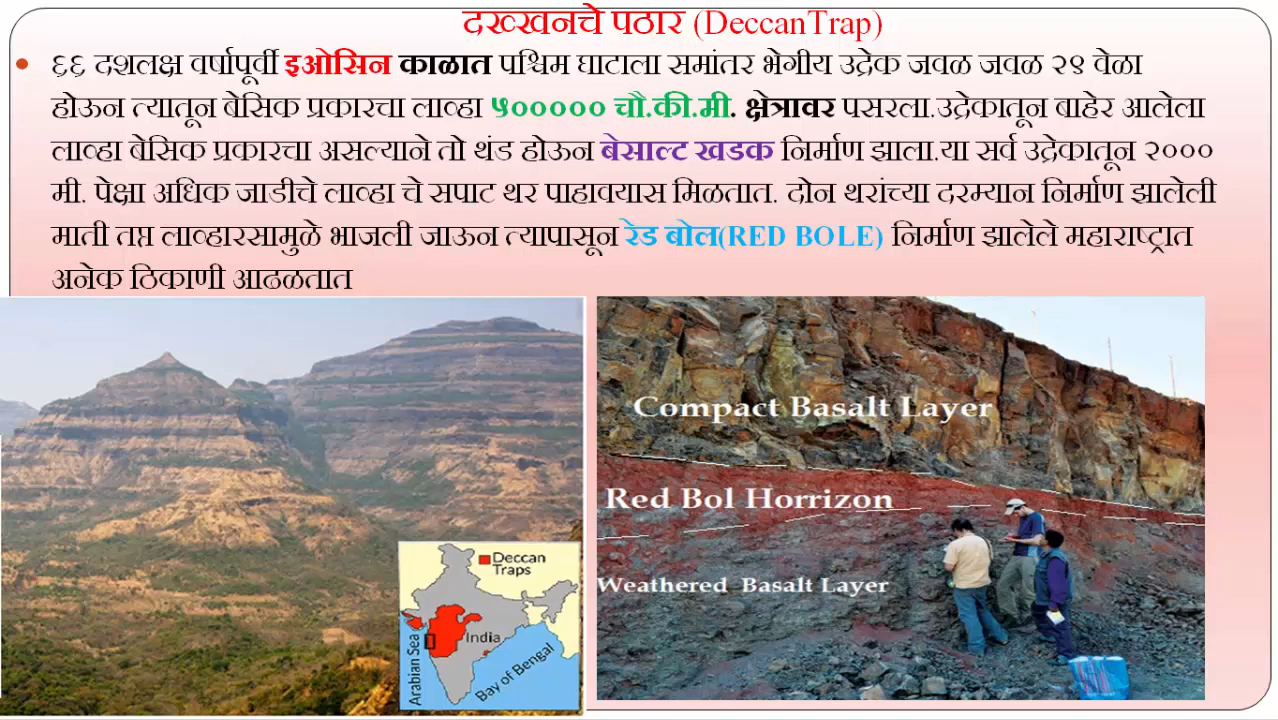 दख्खनचे पठार (DeccanTrap)
६६ दशलक्ष वर्षापूर्वी इओसिन काळात पश्चिम घाटाला समांतर भेगीय उद्रेक जवळ जवळ २९ वेळा
होऊन त्यातून बेसिक प्रकारचा लाव्हा ५००००० चौ.की.मी. क्षेत्रावर पसरला.उद्रेकातून बाहेर आलेला
लाव्हा बेसिक प्रकारचा असल्याने तो थंड होऊन बेसाल्ट खडक निर्माण झाला.या सर्व उद्रेकातून २०००
मी. पेक्षा अधिक जाडीचे लाव्हा चे सपाट थर पाहावयास मिळतात. दोन थरांच्या दरम्यान निर्माण झालेली
माती तप्त लाव्हारसामुळे भाजली जाऊन त्यापासून रेड बोल(RED BOLE) निर्माण झालेले महाराष्ट्रात
अनेक ठिकाणी आढळतात
Deccan
Traps
India
Arabian Sea
Bay of Bengal
Compact Basalt Layer
Red Bol Horrizon
Weathered Basalt Layer